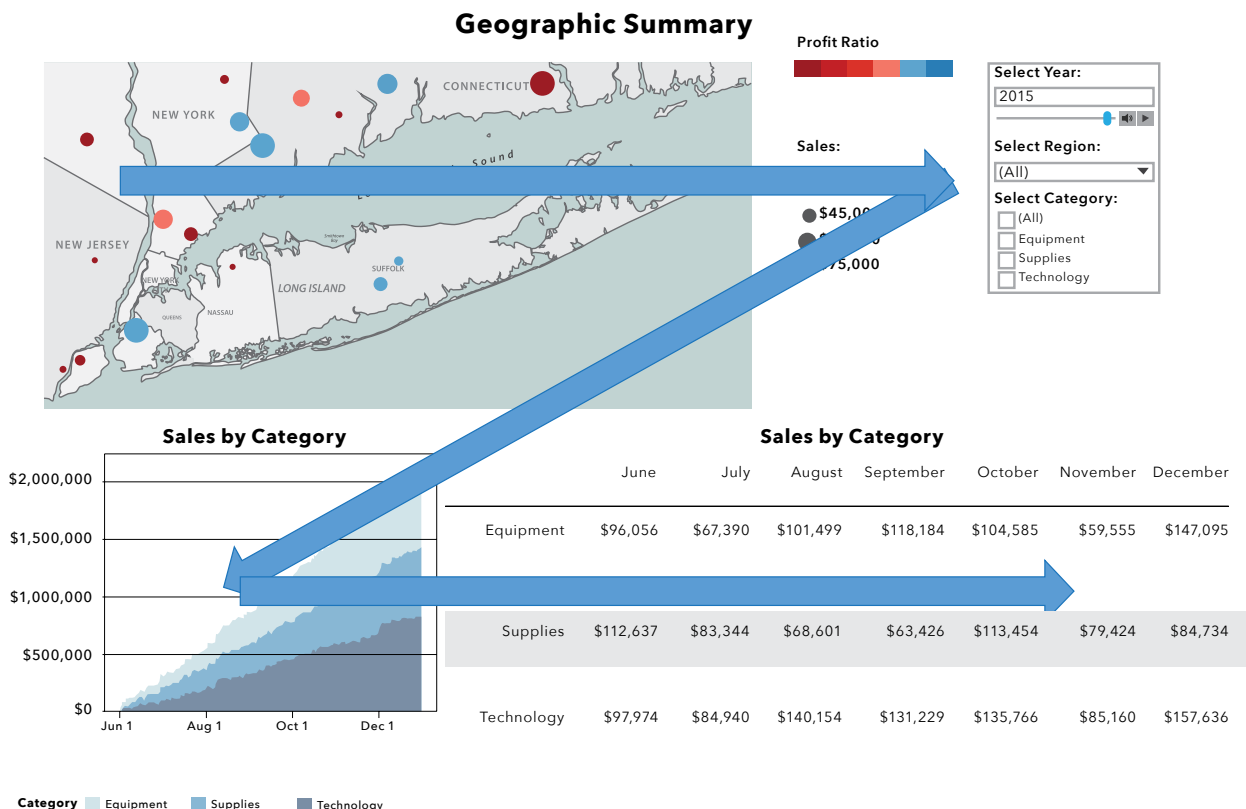 Geographic Summary
Profit Ratio
Select Year:
2015
Select Region:
(All)
Select Category:
(All)
Equipment
Supplies
Technology
Sales:
$45,000
$75,000
CONNECTICUT
NEW YORK
Sound
NEW JERSEY
NEW YORK
SUFFOLK
LONG ISLAND
QUEENS
NASSAU
Sales by Category
$2,000,000
$1,500,000
$1,000,000
$500,000
$0
Jun 1 Aug 1 Oct 1 Dec 1
Category Equipment Supplies Technology
Sales by Category
June July August September October November December
Equipment $96,056 $67,390 $101,499 $118,184 $104,585 $59,555 $147,095
Supplies $112,637 $83,344 $68,601 $63,426 $113,454 $79,424 $84,734
Technology $97,974 $84,940 $140,154 $131,229 $135,766 $85,160 $157,636